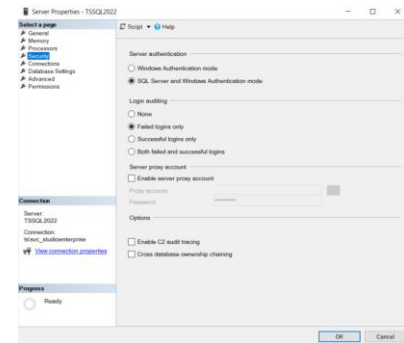 Server Properties - TSSQL2022
Select a page
General
Memory
Processors
Security
Connections
Database Settings
Advanced
Permissions
Script
Help
Server authentication
Windows Authentication mode
SQL Server and Windows Authentication mode
Login auditing
None
Failed logins only
Successful logins only
Both failed and successful logins
Server proxy account
Enable server proxy account
Proxy account:
Password:
Options
Enable C2 audit tracing
Cross database ownership chaining
Connection
Server:
TSSQL2022
Connection:
View connection properties
Progress
Ready
OK
Cancel